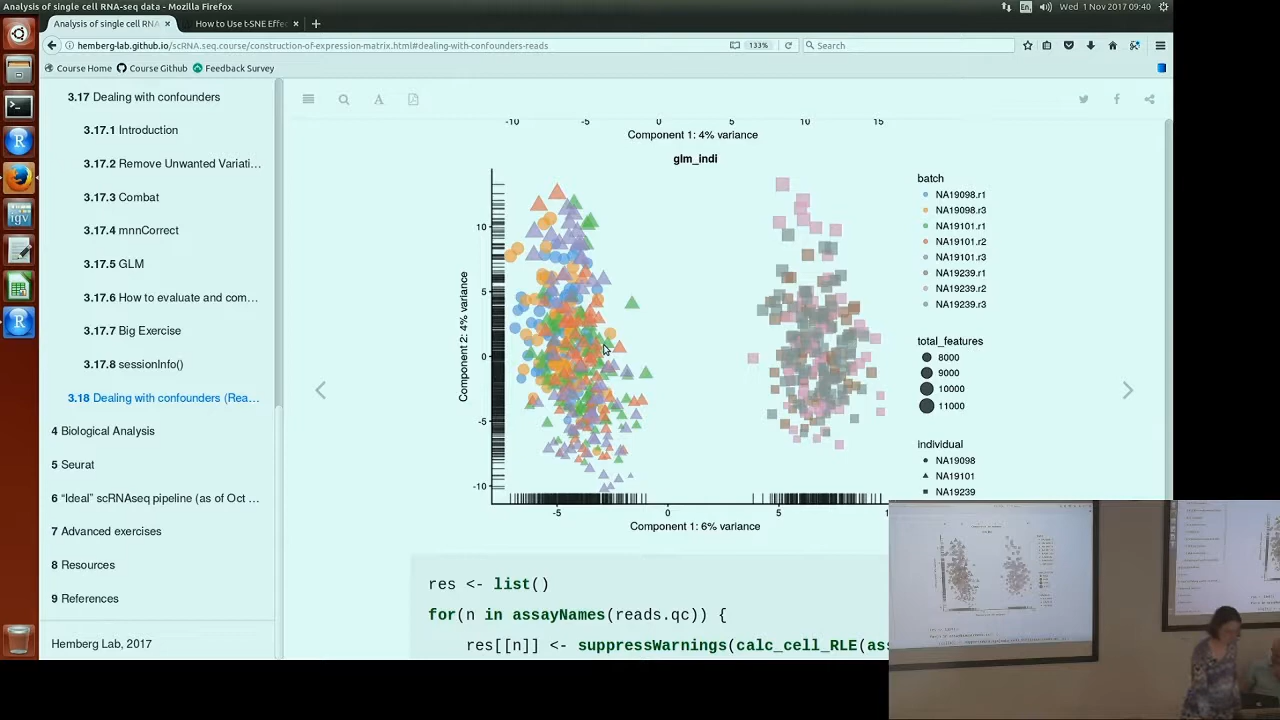 Analysis of single cell RNA-seq data - Mozilla Firefox
En
Wed 1 Nov 2017 09:40
Analysis of single cell RNA
How to Use t-SNE Effec
hemberg-lab.github.io/scRNA.seq.course/construction-of-expression-matrix.html#dealing-with-confounders-reads
133%
Search
Course Home
Course Github
Feedback Survey
3.17 Dealing with confounders
3.17.1 Introduction
3.17.2 Remove Unwanted Variati...
3.17.3 Combat
3.17.4 mnnCorrect
3.17.5 GLM
3.17.6 How to evaluate and com...
3.17.7 Big Exercise
3.17.8 sessionInfo()
3.18 Dealing with confounders (Rea...
4 Biological Analysis
5 Seurat
6 “Ideal” scRNAseq pipeline (as of Oct ...
7 Advanced exercises
8 Resources
9 References
Hemberg Lab, 2017
A
-10 -5 0 5 10 15
Component 1: 4% variance
glm_indi
Component 2: 4% variance
10
5
0
-5
-10
-5 0 5
Component 1: 6% variance
batch
NA19098.r1
NA19098.r3
NA19101.r1
NA19101.r2
NA19101.r3
NA19239.r1
NA19239.r2
NA19239.r3
total_features
8000
9000
10000
11000
individual
NA19098
NA19101
NA19239
res <- list()
for(n in assayNames(reads.qc)) {
res[[n]] <- suppressWarnings(calc_cell_RLE(ass
igv
R
R